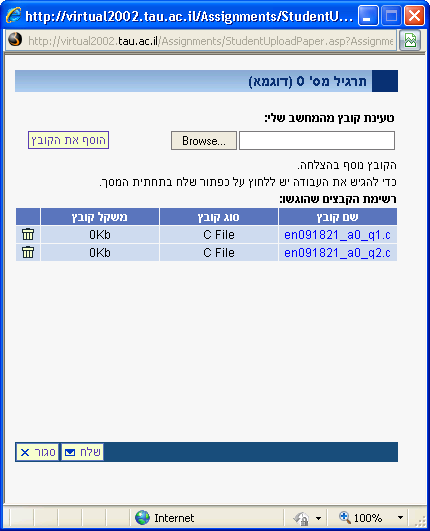 http://virtual2002.tau.ac.il/Assignments/StudentU...
http://virtual2002.tau.ac.il/Assignments/StudentUploadPaper.asp?Assignme
תרגיל מס' 0 (דוגמא)
טעינת קובץ מהמחשב שלי:
Browse... הוסף את הקובץ
הקובץ נוסף בהצלחה.
כדי להגיש את העבודה יש ללחוץ על כפתור שלח בתחתית המסך.
רשימת הקבצים שהוגשו:
שם קובץ סוג קובץ משקל קובץ
en091821_a0_q1.c C File 0Kb
en091821_a0_q2.c C File 0Kb
שלח סגור
Internet 100%